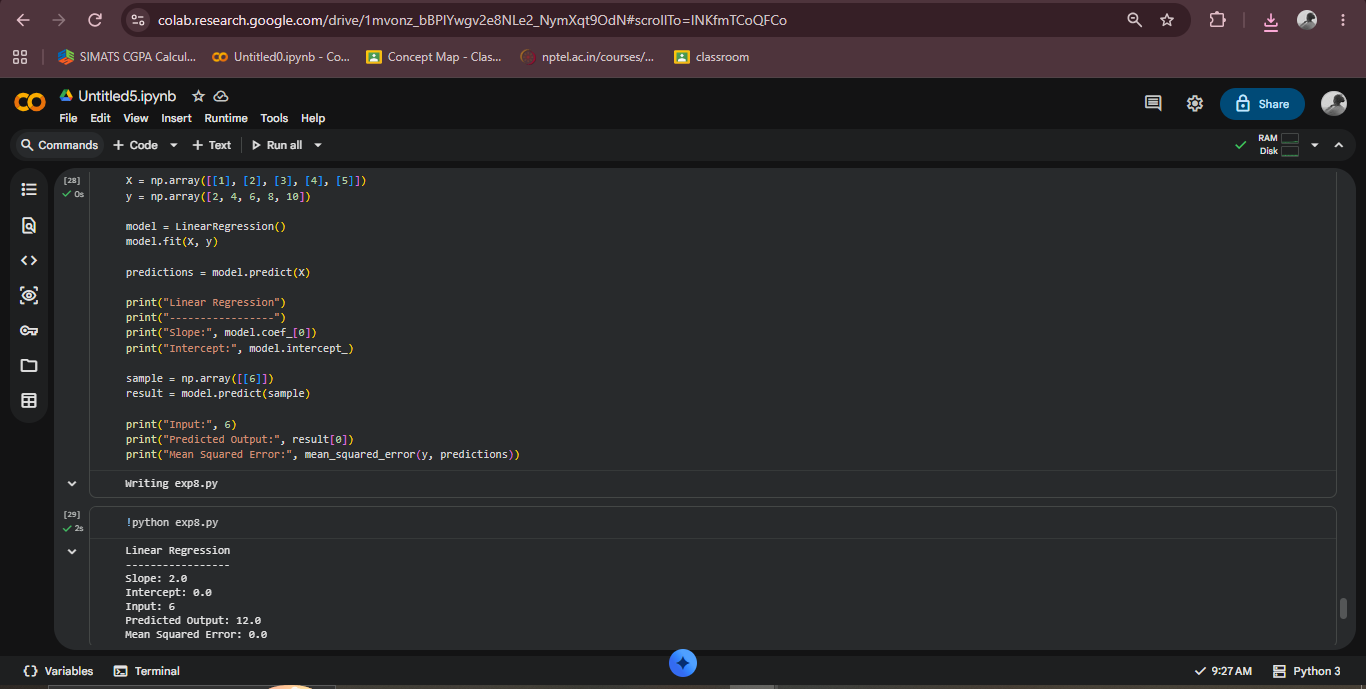 colab.research.google.com/drive/1mvonz_bBPlYwgv2e8NLe2_NymXqt9OdN#scrollTo=lNKfmTCoQFCo
SIMATS CGPA Calcul... Untitled0.ipynb - Co... Concept Map - Clas... nptel.ac.in/courses/... classroom
Untitled5.ipynb
File Edit View Insert Runtime Tools Help
Share
Commands + Code + Text Run all
RAM
Disk
[28]
0s
X = np.array([[1], [2], [3], [4], [5]])
y = np.array([2, 4, 6, 8, 10])
model = LinearRegression()
model.fit(X, y)
predictions = model.predict(X)
print("Linear Regression")
print("-----------------")
print("Slope:", model.coef_[0])
print("Intercept:", model.intercept_)
sample = np.array([[6]])
result = model.predict(sample)
print("Input:", 6)
print("Predicted Output:", result[0])
print("Mean Squared Error:", mean_squared_error(y, predictions))
Writing exp8.py
[29]
2s
!python exp8.py
Linear Regression
-----------------
Slope: 2.0
Intercept: 0.0
Input: 6
Predicted Output: 12.0
Mean Squared Error: 0.0
{} Variables Terminal 9:27 AM Python 3